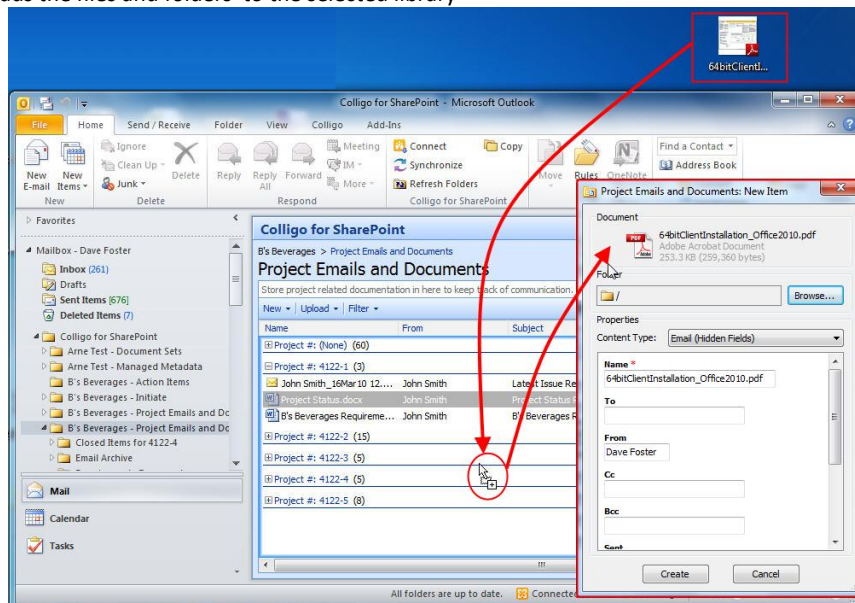 the files and folders to the selected library
64bitClientI...
Colligo for SharePoint - Microsoft Outlook
File Home Send / Receive Folder View Colligo Add-Ins
New E-mail
New Items
Ignore
Clean Up
Junk
Delete
Reply
Reply All
Forward
Meeting
IM
More
Connect
Synchronize
Refresh Folders
Copy
Move
Rules
OneNote
Find a Contact
Address Book
New
Delete
Respond
Colligo for SharePoint
Favorites
Mailbox - Dave Foster
Inbox (261)
Drafts
Sent Items [676]
Deleted Items (7)
Colligo for SharePoint
Arne Test - Document Sets
Arne Test - Managed Metadata
B's Beverages - Action Items
B's Beverages - Initiate
B's Beverages - Project Emails and Dc
B's Beverages - Project Emails and Dc
Closed Items for 4122-4
Email Archive
Mail
Calendar
Tasks
Colligo for SharePoint
B's Beverages > Project Emails and Documents
Project Emails and Documents
Store project related documentation in here to keep track of communication.
New Upload Filter
Name From Subject
Project #: (None) (60)
Project #: 4122-1 (3)
John Smith_16Mar10 12.... John Smith Latest Issue Re
Project Status.docx John Smith Project Status R
B's Beverages Requireme... John Smith B's Beverages R
Project #: 4122-2 (15)
Project #: 4122-3 (5)
Project #: 4122-4 (5)
Project #: 4122-5 (8)
All folders are up to date. Connected
Project Emails and Documents: New Item
Document
64bitClientInstallation_Office2010.pdf
Adobe Acrobat Document
253.3 KB (259,360 bytes)
Folder
/
Browse...
Properties
Content Type: Email (Hidden Fields)
Name *
64bitClientInstallation_Office2010.pdf
To
From
Dave Foster
Cc
Bcc
Sent
Create Cancel